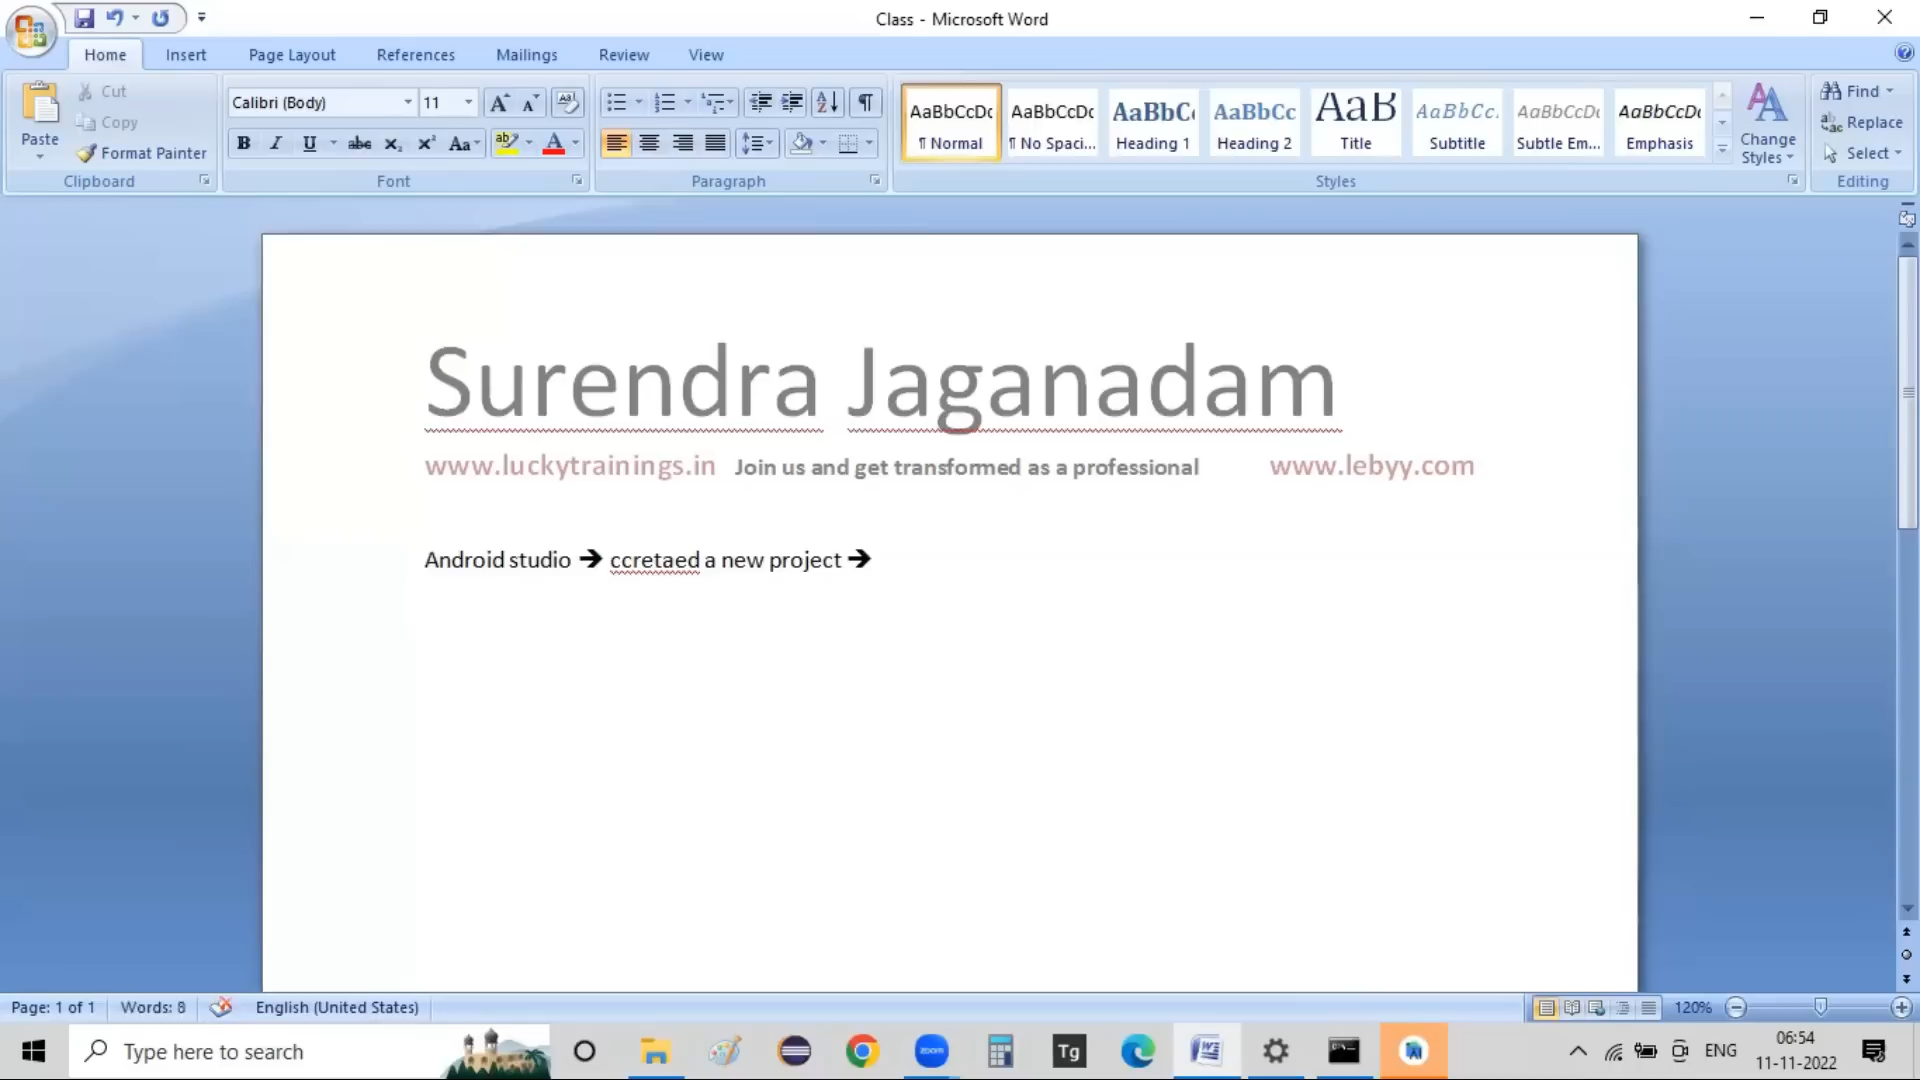 Class - Microsoft Word
Home Insert Page Layout References Mailings Review View
Paste
Cut
Copy
Format Painter
Clipboard
Calibri (Body) 11
Font
Paragraph
AaBbCcDc AaBbCcDc AaBbCc AaBbCc AaB AaBbCc. AaBbCcDc AaBbCcDc
¶ Normal ¶ No Spaci... Heading 1 Heading 2 Title Subtitle Subtle Em... Emphasis
Change Styles
Styles
Find
Replace
Select
Editing
Surendra Jaganadam
www.luckytrainings.in Join us and get transformed as a professional www.lebyy.com
Android studio → ccretaed a new project →
Page: 1 of 1 Words: 8 English (United States) 120%
Type here to search zoom Tg ENG
06:54
11-11-2022